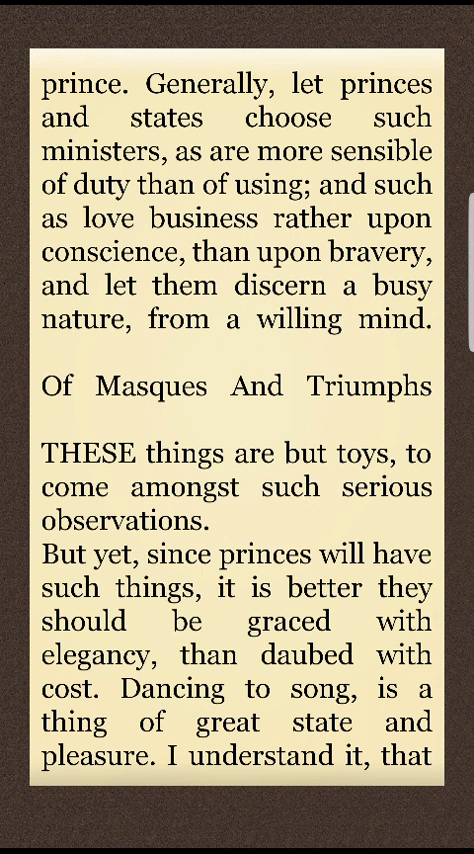 prince. Generally, let princes
and states choose such
ministers, as are more sensible
of duty than of using; and such
as love business rather upon
conscience, than upon bravery,
and let them discern a busy
nature, from a willing mind.
Of Masques And Triumphs
THESE things are but toys, to
come amongst such serious
observations.
But yet, since princes will have
such things, it is better they
should be graced with
elegancy, than daubed with
cost. Dancing to song, is a
thing of great state and
pleasure. I understand it, that